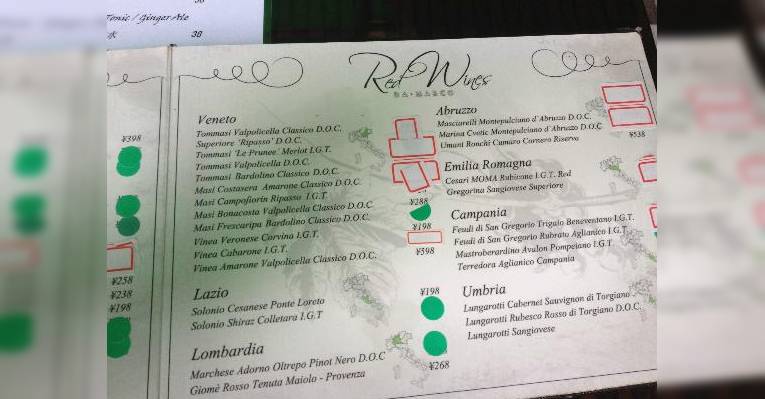 Tonic / Ginger Ale
水 38
Red Wines
DA·MARCO
¥398
¥258
¥238
¥198
Veneto
Tommasi Valpolicella Classico D.O.C.
Superiore 'Ripasso' D.O.C.
Tommasi 'Le Prunee' Merlot I.G.T.
Tommasi Valpolicella D.O.C.
Tommasi Bardolino Classico D.O.C.
Masi Costasera Amarone Classico D.O.C.
Masi Campofiorin Ripasso I.G.T.
Masi Bonacosta Valpolicella Classico D.O.C
Masi Frescaripa Bardolino Classico D.O.C.
Vinea Veronese Corvina I.G.T.
Vinea Cabarone I.G.T.
Vinea Amarone Valpolicella Classico D.O.C.
¥288
¥198
¥598
Lazio
Solonio Cesanese Ponte Loreto
Solonio Shiraz Colletara I.G.T
¥198
Lombardia
Marchese Adorno Oltrepo Pinot Nero D.O.C
Giomè Rosso Tenuta Maiolo - Provenza
¥268
Abruzzo
Masciarelli Montepulciano d'Abruzzo D.O.C.
Marina Cvetic Montepulciano d'Abruzzo D.O.C
Umani Ronchi Cumaro Cornero Riserva
¥538
Emilia Romagna
Cesari MOMA Rubicone I.G.T. Red
Gregorina Sangiovese Superiore
Campania
Feudi di San Gregorio Trigaio Beneventano I.G.T.
Feudi di San Gregorio Rubrato Aglianico I.G.T.
Mastroberardino Avalon Pompeiano I.G.T.
Terredora Aglianico Campania
Umbria
Lungarotti Cabernet Sauvignon di Torgiano
Lungarotti Rubesco Rosso di Torgiano D.O.C.
Lungarotti Sangiovese